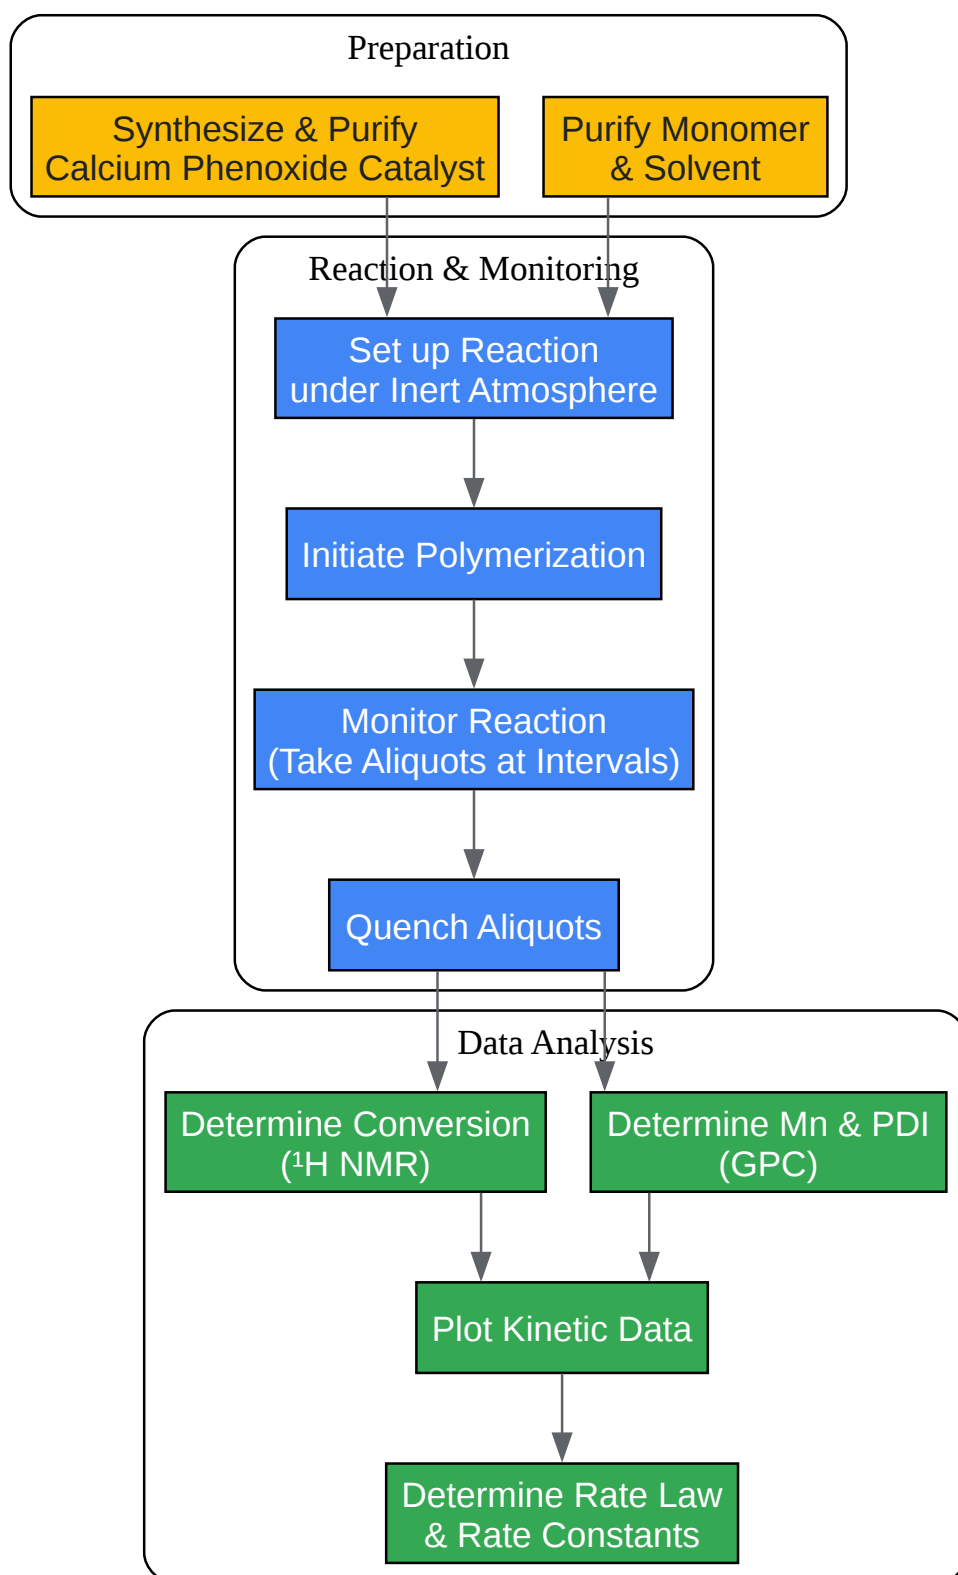 Preparation
Synthesize & Purify
Calcium Phenoxide Catalyst
Purify Monomer
& Solvent
Reaction & Monitoring
Set up Reaction
under Inert Atmosphere
Initiate Polymerization
Monitor Reaction
(Take Aliquots at Intervals)
Quench Aliquots
Data Analysis
Determine Conversion
(¹H NMR)
Determine Mn & PDI
(GPC)
Plot Kinetic Data
Determine Rate Law
& Rate Constants